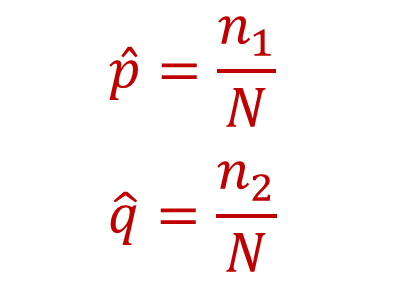 p̂ = n₁/N
q̂ = n₂/N